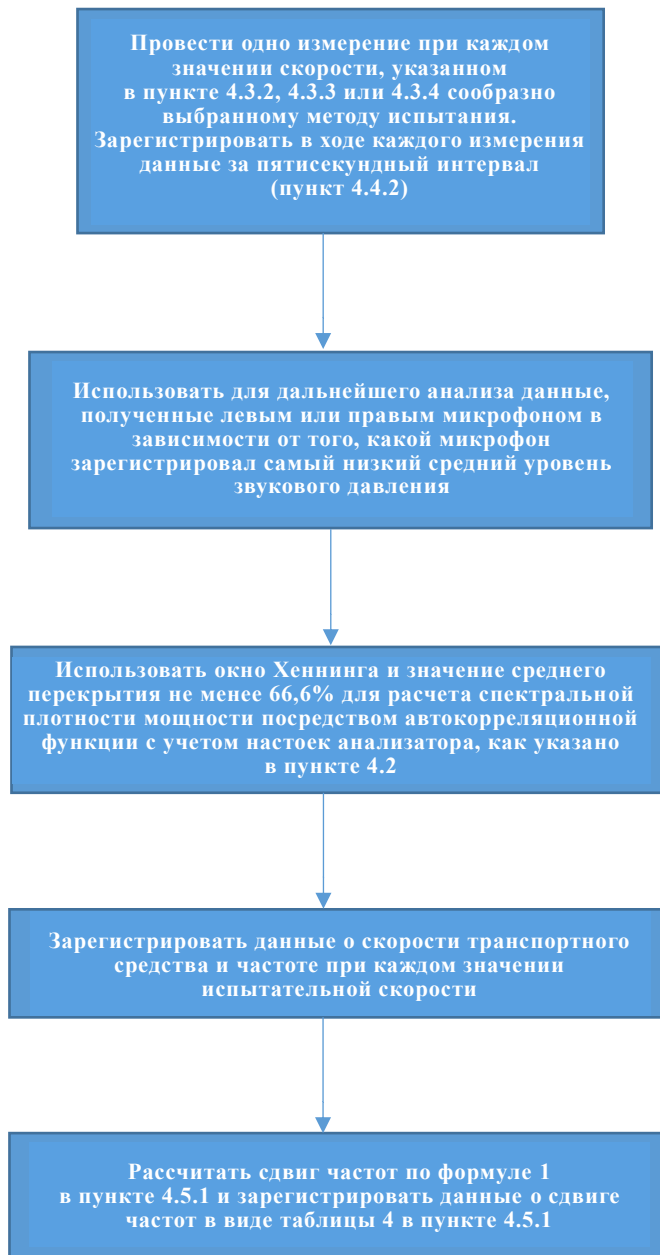 Провести одно измерение при каждом
значении скорости, указанном
в пункте 4.3.2, 4.3.3 или 4.3.4 сообразно
выбранному методу испытания.
Зарегистрировать в ходе каждого измерения
данные за пятисекундный интервал
(пункт 4.4.2)
Использовать для дальнейшего анализа данные,
полученные левым или правым микрофоном в
зависимости от того, какой микрофон
зарегистрировал самый низкий средний уровень
звукового давления
Использовать окно Хеннинга и значение среднего
перекрытия не менее 66,6% для расчета спектральной
плотности мощности посредством автокорреляционной
функции с учетом настоек анализатора, как указано
в пункте 4.2
Зарегистрировать данные о скорости транспортного
средства и частоте при каждом значении
испытательной скорости
Рассчитать сдвиг частот по формуле 1
в пункте 4.5.1 и зарегистрировать данные о сдвиге
частот в виде таблицы 4 в пункте 4.5.1